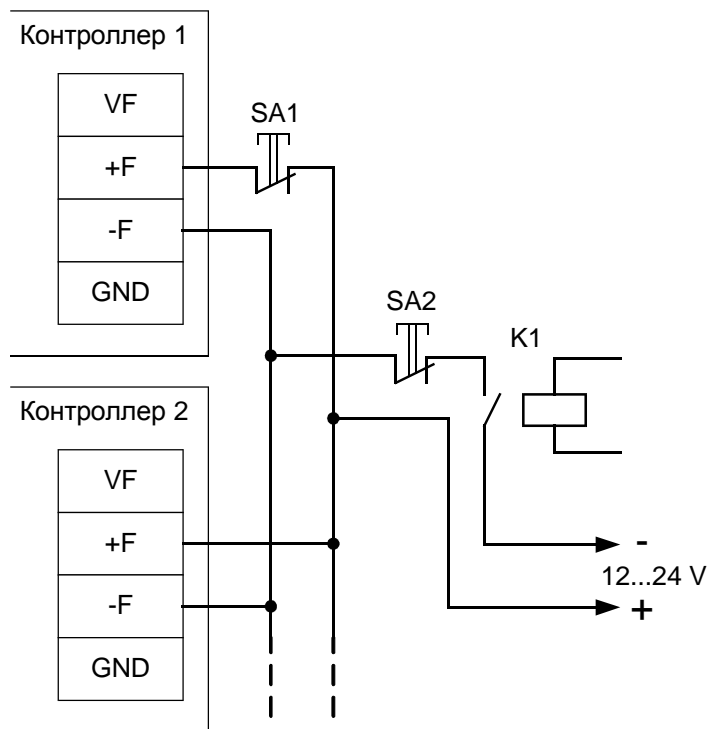 Контроллер 1
VF
SA1
+F
-F
GND
SA2
K1
Контроллер 2
VF
+F
-
12...24 V
-F
+
GND